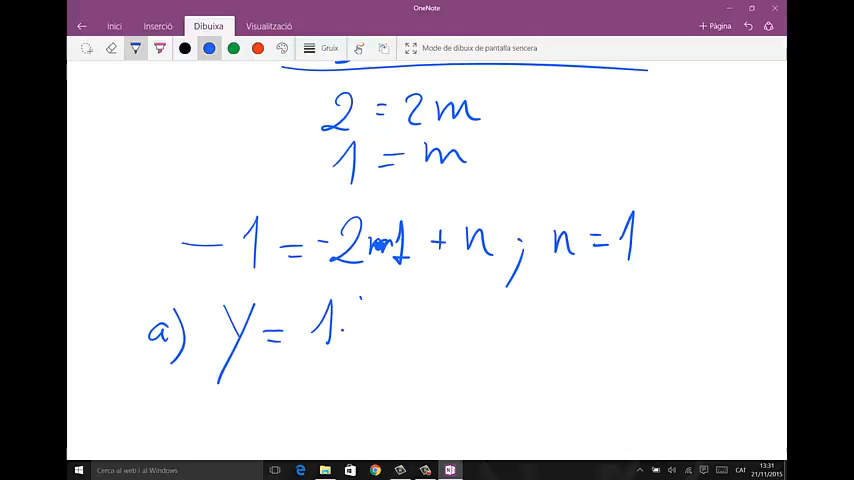 OneNote
Inici Inserció Dibuixa Visualització + Pàgina
Gruix Mode de dibuix de pantalla sencera
2 = 2m
1 = m
-1 = -2·1 + n ; n = 1
a) y = 1·
Cerca al web i al Windows CAT 13:31
21/11/2015